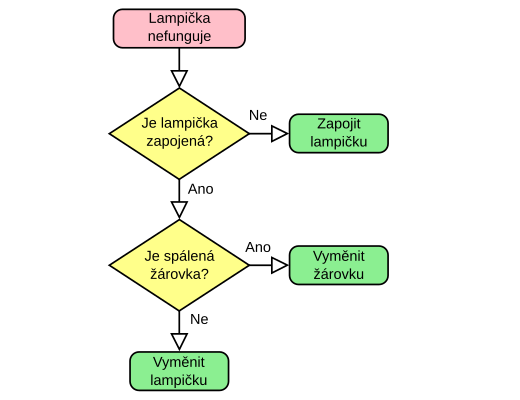 Lampička
nefunguje
Je lampička
zapojená?
Ne
Zapojit
lampičku
Ano
Je spálená
žárovka?
Ano
Vyměnit
žárovku
Ne
Vyměnit
lampičku